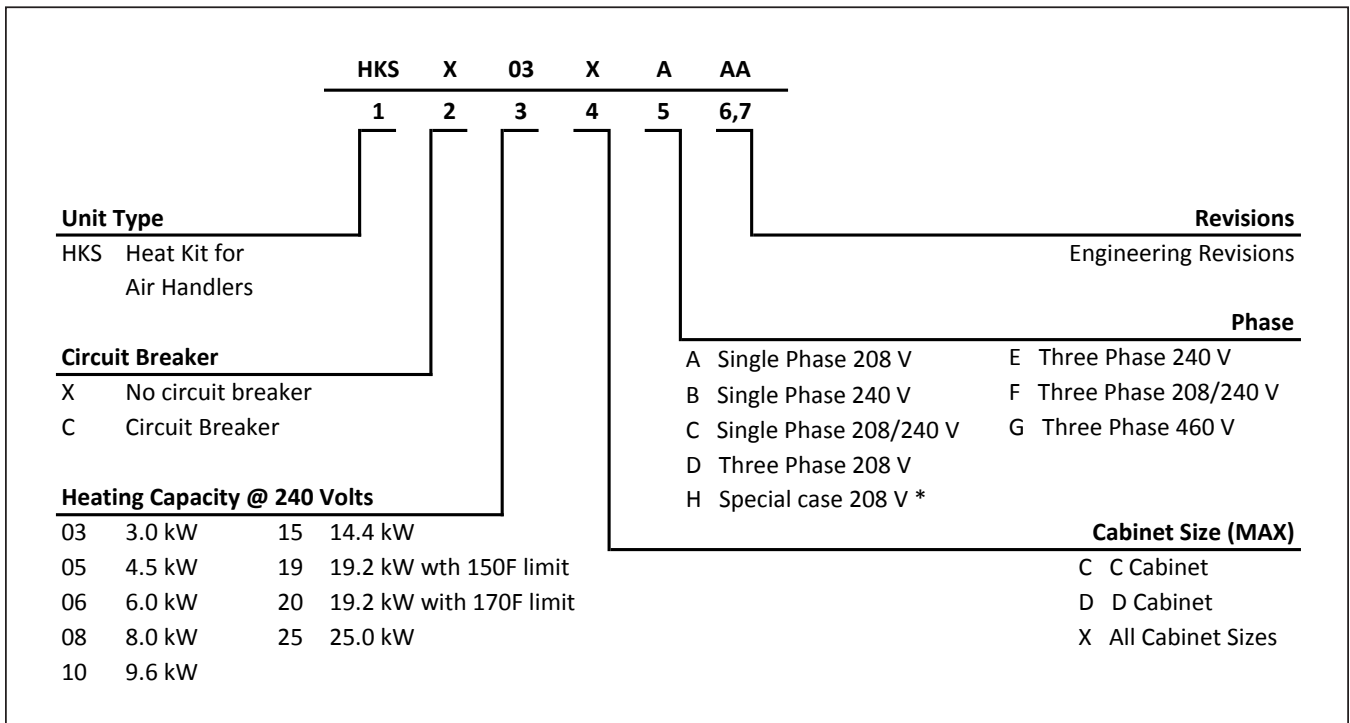 HKS X 03 X A AA
1 2 3 4 5 6,7
Unit Type
HKS Heat Kit for
Air Handlers
Circuit Breaker
X No circuit breaker
C Circuit Breaker
Heating Capacity @ 240 Volts
03 3.0 kW 15 14.4 kW
05 4.5 kW 19 19.2 kW wth 150F limit
06 6.0 kW 20 19.2 kW with 170F limit
08 8.0 kW 25 25.0 kW
10 9.6 kW
Revisions
Engineering Revisions
Phase
A Single Phase 208 V E Three Phase 240 V
B Single Phase 240 V F Three Phase 208/240 V
C Single Phase 208/240 V G Three Phase 460 V
D Three Phase 208 V
H Special case 208 V *
Cabinet Size (MAX)
C C Cabinet
D D Cabinet
X All Cabinet Sizes